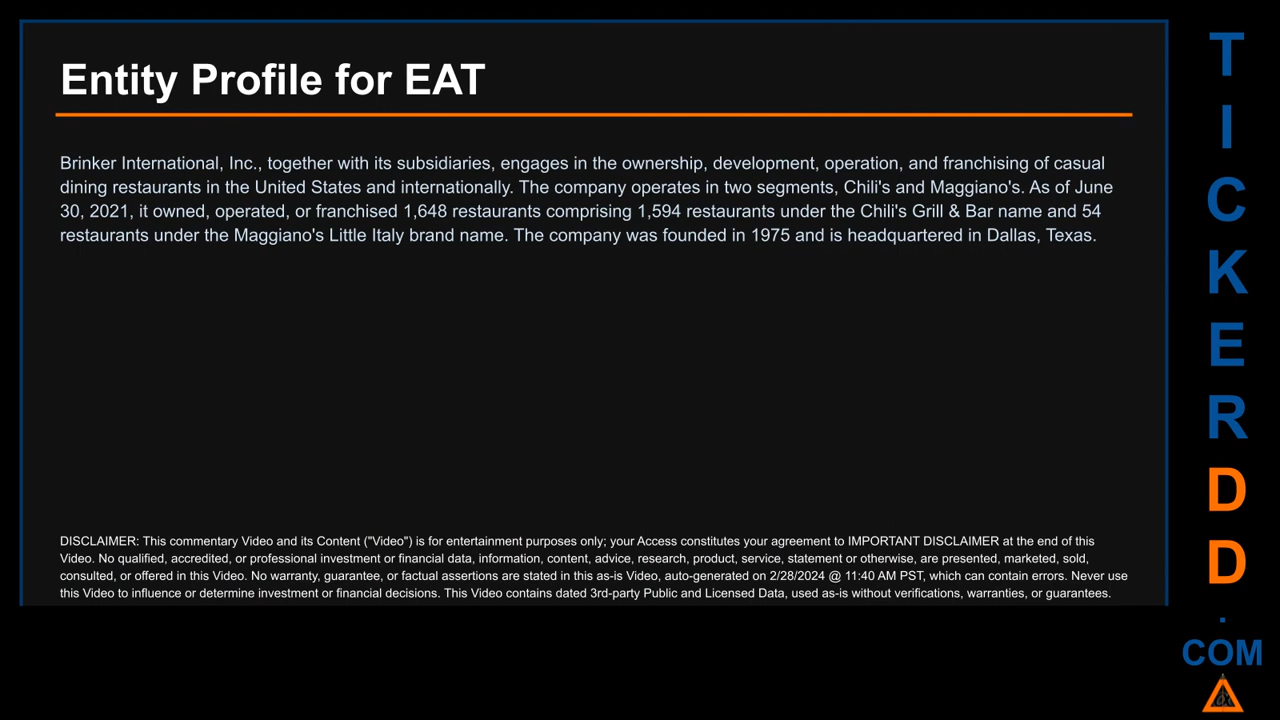 Entity Profile for EAT
Brinker International, Inc., together with its subsidiaries, engages in the ownership, development, operation, and franchising of casual
dining restaurants in the United States and internationally. The company operates in two segments, Chili's and Maggiano's. As of June
30, 2021, it owned, operated, or franchised 1,648 restaurants comprising 1,594 restaurants under the Chili's Grill & Bar name and 54
restaurants under the Maggiano's Little Italy brand name. The company was founded in 1975 and is headquartered in Dallas, Texas.
DISCLAIMER: This commentary Video and its Content ("Video") is for entertainment purposes only; your Access constitutes your agreement to IMPORTANT DISCLAIMER at the end of this
Video. No qualified, accredited, or professional investment or financial data, information, content, advice, research, product, service, statement or otherwise, are presented, marketed, sold,
consulted, or offered in this Video. No warranty, guarantee, or factual assertions are stated in this as-is Video, auto-generated on 2/28/2024 @ 11:40 AM PST, which can contain errors. Never use
this Video to influence or determine investment or financial decisions. This Video contains dated 3rd-party Public and Licensed Data, used as-is without verifications, warranties, or guarantees.
T
I
C
K
E
R
D
D
.
COM